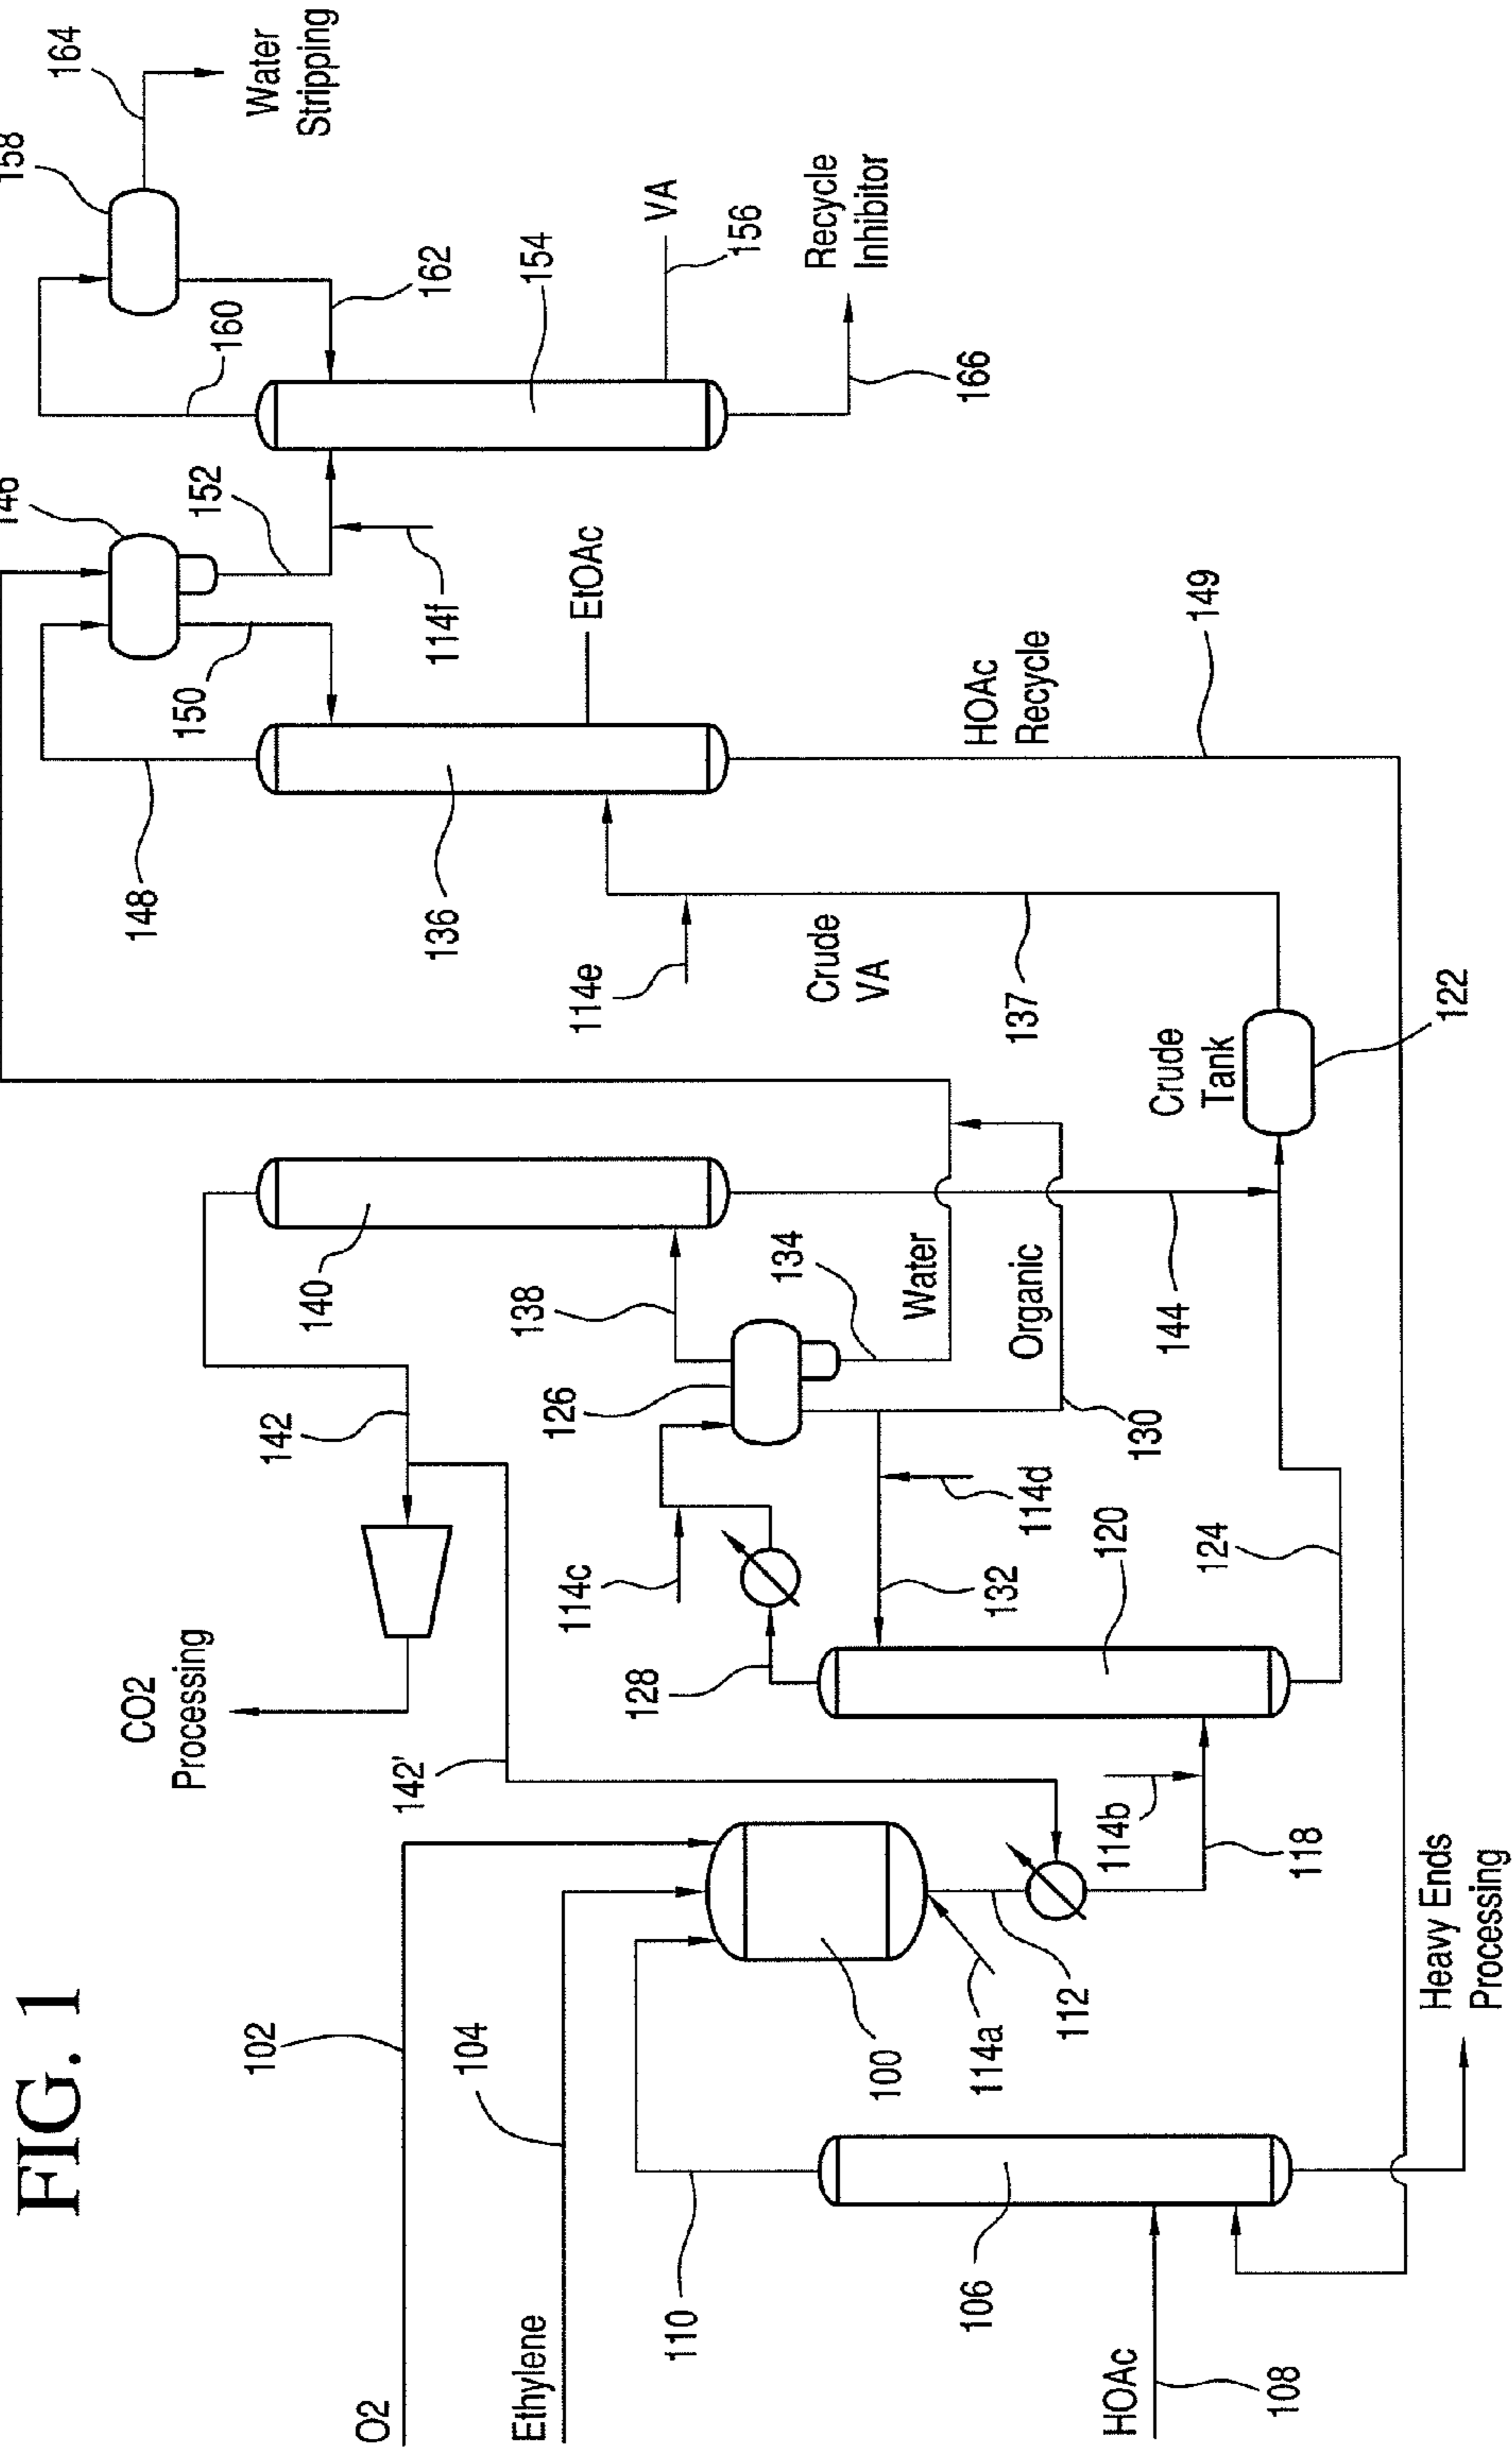 FIG. 1
146
158
164
CO2
Processing
148
150
152
160
Water
Stripping
102
142'
142
140
O2
104
136
114f
162
Ethylene
128
114c
126
138
114e
EtOAc
154
110
VA
156
100
134
Crude
VA
Recycle
Inhibitor
106
114a
132
114d
Water
HOAc
Recycle
166
112
120
Organic
137
HOAc
108
114b
118
124
130
144
Crude
Tank
122
149
Heavy Ends
Processing